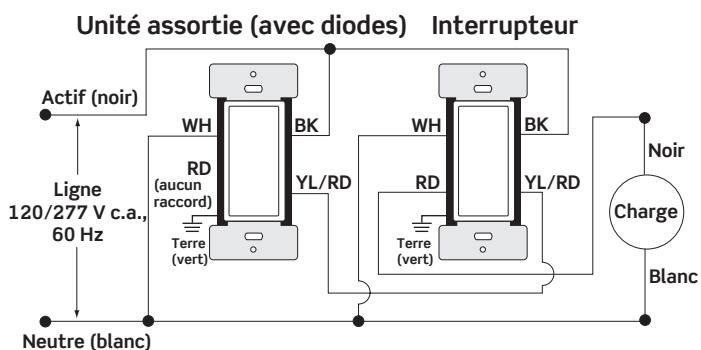 Unité assortie (avec diodes) Interrupteur
Actif (noir)
WH
BK
WH
BK
Noir
RD
(aucun
raccord)
YL/RD
RD
YL/RD
Ligne
120/277 V c.a.,
60 Hz
Charge
Terre
(vert)
Terre
(vert)
Blanc
Neutre (blanc)